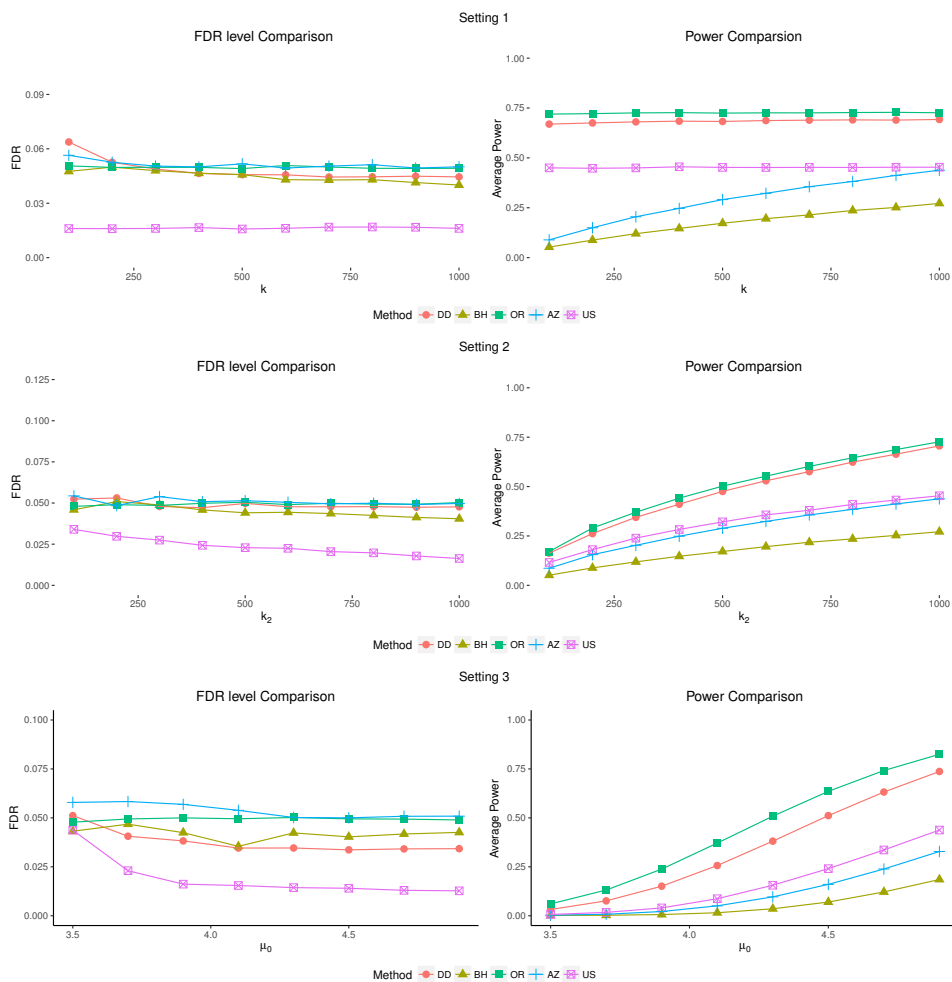 Setting 1
FDR level Comparison
Power Comparsion
FDR
0.09
0.06
0.03
0.00
250
500
750
1000
k
Average Power
1.00
0.75
0.50
0.25
0.00
250
500
750
1000
k
Method DD BH OR AZ US
Setting 2
FDR level Comparison
Power Comparsion
FDR
0.125
0.100
0.075
0.050
0.025
0.000
250
500
750
1000
k₂
Average Power
1.00
0.75
0.50
0.25
0.00
250
500
750
1000
k₂
Method DD BH OR AZ US
Setting 3
FDR level Comparison
Power Comparison
FDR
0.100
0.075
0.050
0.025
0.000
3.5
4.0
4.5
μ₀
Average Power
1.00
0.75
0.50
0.25
0.00
3.5
4.0
4.5
μ₀
Method DD BH OR AZ US